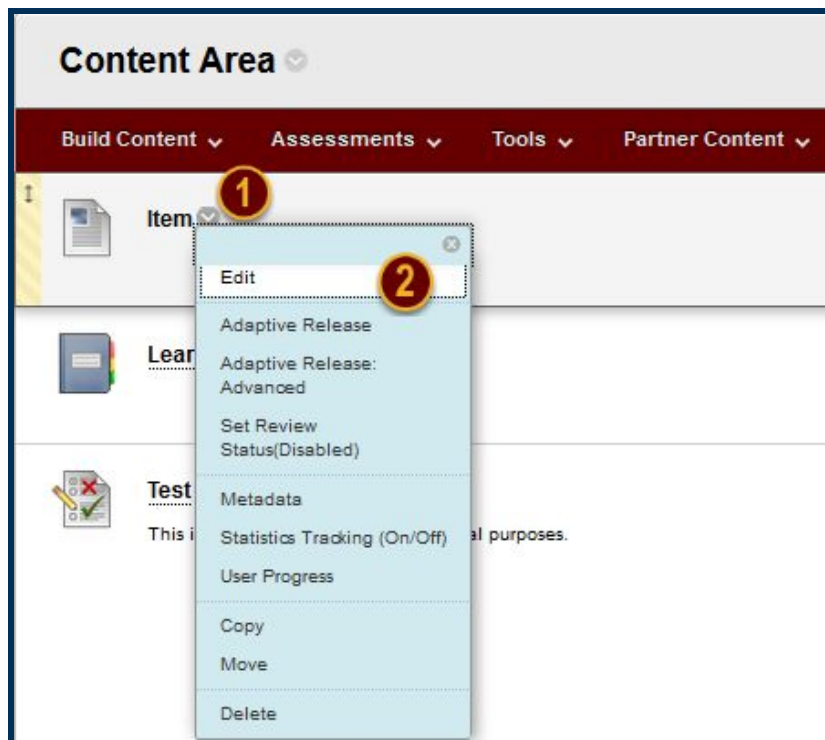 Content Area
Build Content Assessments Tools Partner Content
1
Item
2
Edit
Adaptive Release
Adaptive Release:
Advanced
Set Review
Status(Disabled)
Lear
Test
Metadata
This i
Statistics Tracking (On/Off)
al purposes.
User Progress
Copy
Move
Delete